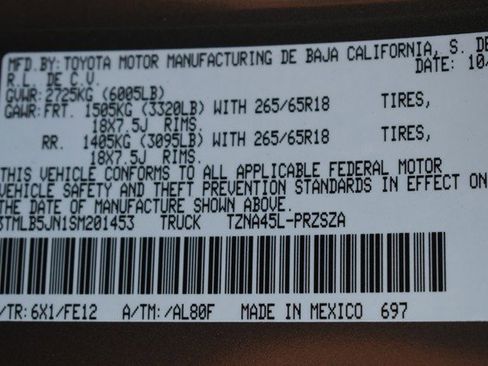 MFD.BY:TOYOTA MOTOR MANUFACTURING DE BAJA CALIFORNIA, S. DE
R.L. DE C.V. DATE: 10/
GVWR:2725KG (6005LB)
GAWR:FRT. 1505KG (3320LB) WITH 265/65R18 TIRES,
18X7.5J RIMS.
RR. 1405KG (3095LB) WITH 265/65R18 TIRES,
18X7.5J RIMS.
THIS VEHICLE CONFORMS TO ALL APPLICABLE FEDERAL MOTOR
VEHICLE SAFETY AND THEFT PREVENTION STANDARDS IN EFFECT ON
THE DATE OF MANUFACTURE SHOWN ABOVE.
3TMLB5JN1SM201453 TRUCK TZNA45L-PRZSZA
/TR:6X1/FE12 A/TM:/AL80F MADE IN MEXICO 697